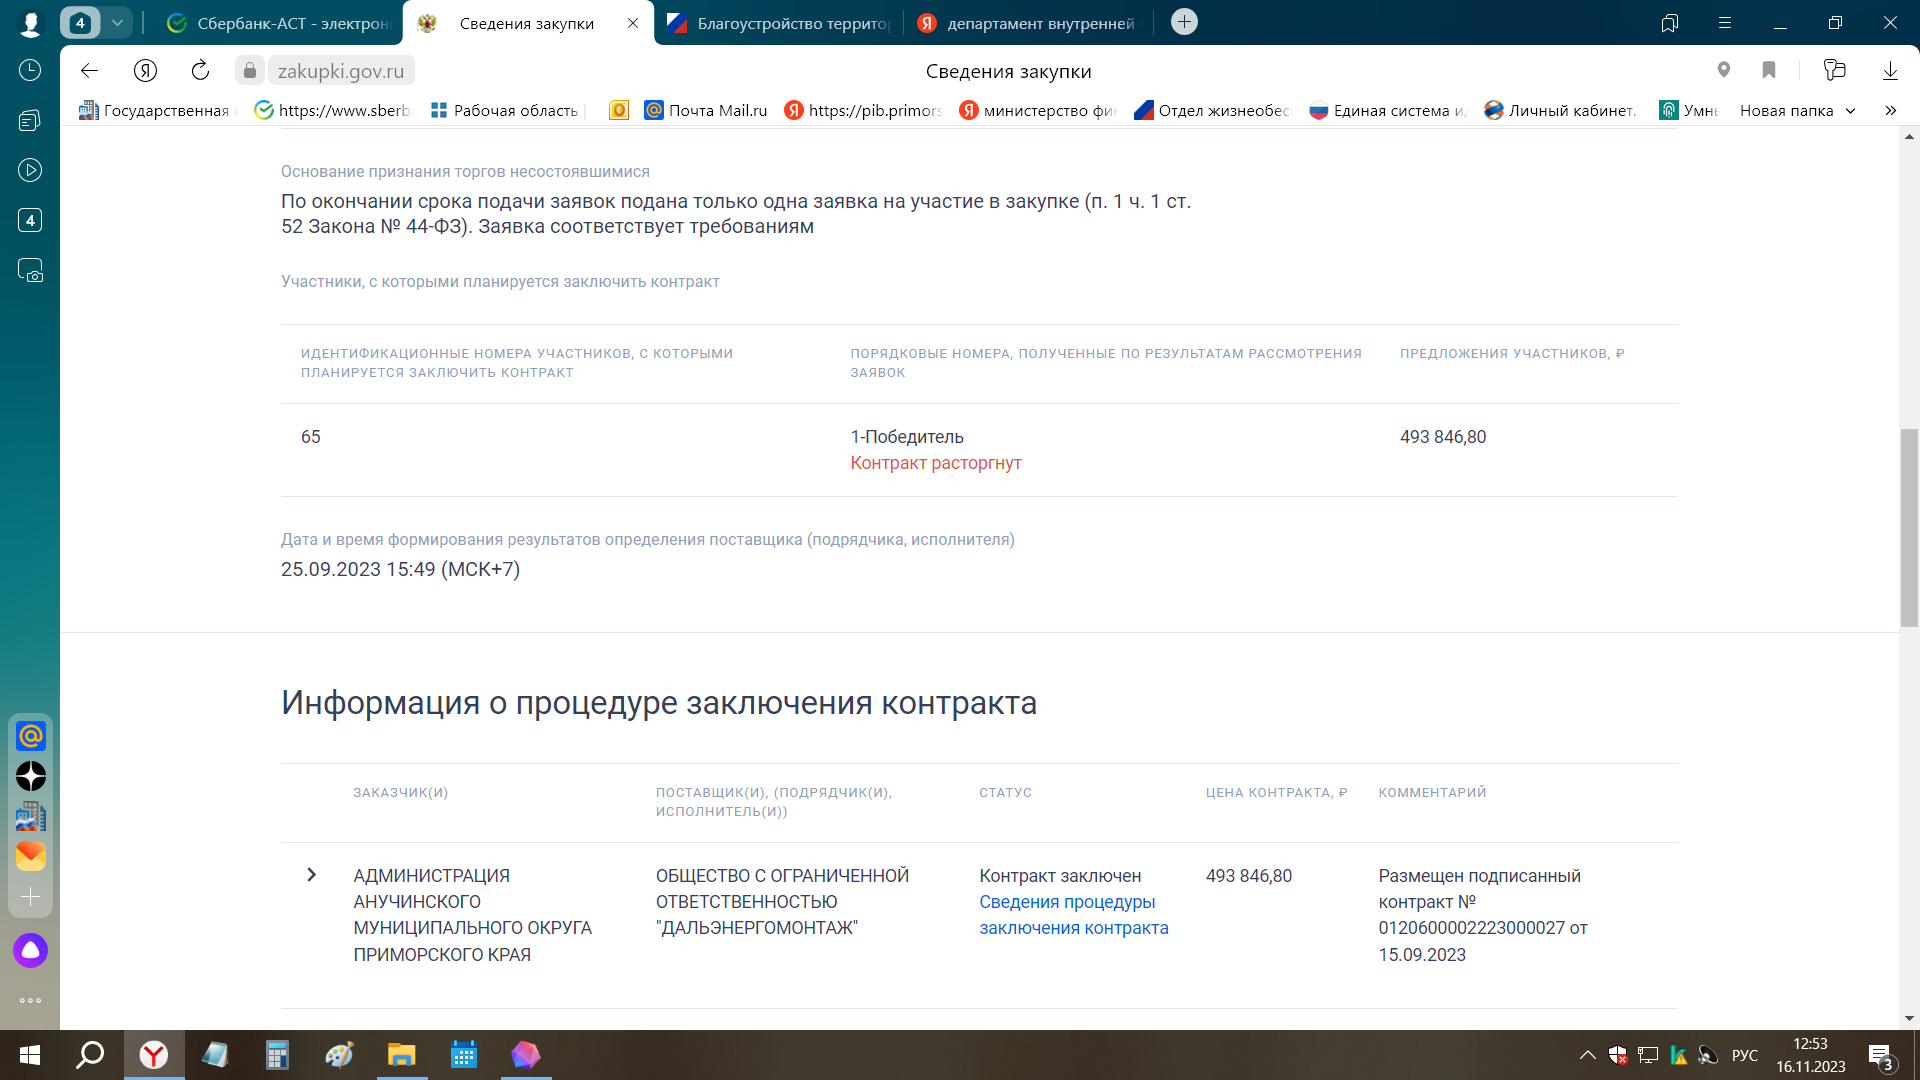 4
Сбербанк-АСТ - электрон
Сведения закупки
Благоустройство территор
департамент внутренней
zakupki.gov.ru
Сведения закупки
Государственная
https://www.sberb
Рабочая область
Почта Mail.ru
https://pib.primors
министерство фи
Отдел жизнеобес
Единая система и
Личный кабинет.
Умн
Новая папка
4
Основание признания торгов несостоявшимися
По окончании срока подачи заявок подана только одна заявка на участие в закупке (п. 1 ч. 1 ст.
52 Закона № 44-ФЗ). Заявка соответствует требованиям
Участники, с которыми планируется заключить контракт
ИДЕНТИФИКАЦИОННЫЕ НОМЕРА УЧАСТНИКОВ, С КОТОРЫМИ
ПЛАНИРУЕТСЯ ЗАКЛЮЧИТЬ КОНТРАКТ
ПОРЯДКОВЫЕ НОМЕРА, ПОЛУЧЕННЫЕ ПО РЕЗУЛЬТАТАМ РАССМОТРЕНИЯ
ЗАЯВОК
ПРЕДЛОЖЕНИЯ УЧАСТНИКОВ, ₽
65
1-Победитель
Контракт расторгнут
493 846,80
Дата и время формирования результатов определения поставщика (подрядчика, исполнителя)
25.09.2023 15:49 (МСК+7)
Информация о процедуре заключения контракта
ЗАКАЗЧИК(И)
ПОСТАВЩИК(И), (ПОДРЯДЧИК(И),
ИСПОЛНИТЕЛЬ(И))
СТАТУС
ЦЕНА КОНТРАКТА, ₽
КОММЕНТАРИЙ
АДМИНИСТРАЦИЯ
АНУЧИНСКОГО
МУНИЦИПАЛЬНОГО ОКРУГА
ПРИМОРСКОГО КРАЯ
ОБЩЕСТВО С ОГРАНИЧЕННОЙ
ОТВЕТСТВЕННОСТЬЮ
"ДАЛЬЭНЕРГОМОНТАЖ"
Контракт заключен
Сведения процедуры
заключения контракта
493 846,80
Размещен подписанный
контракт №
0120600002223000027 от
15.09.2023
РУС
12:53
16.11.2023
3